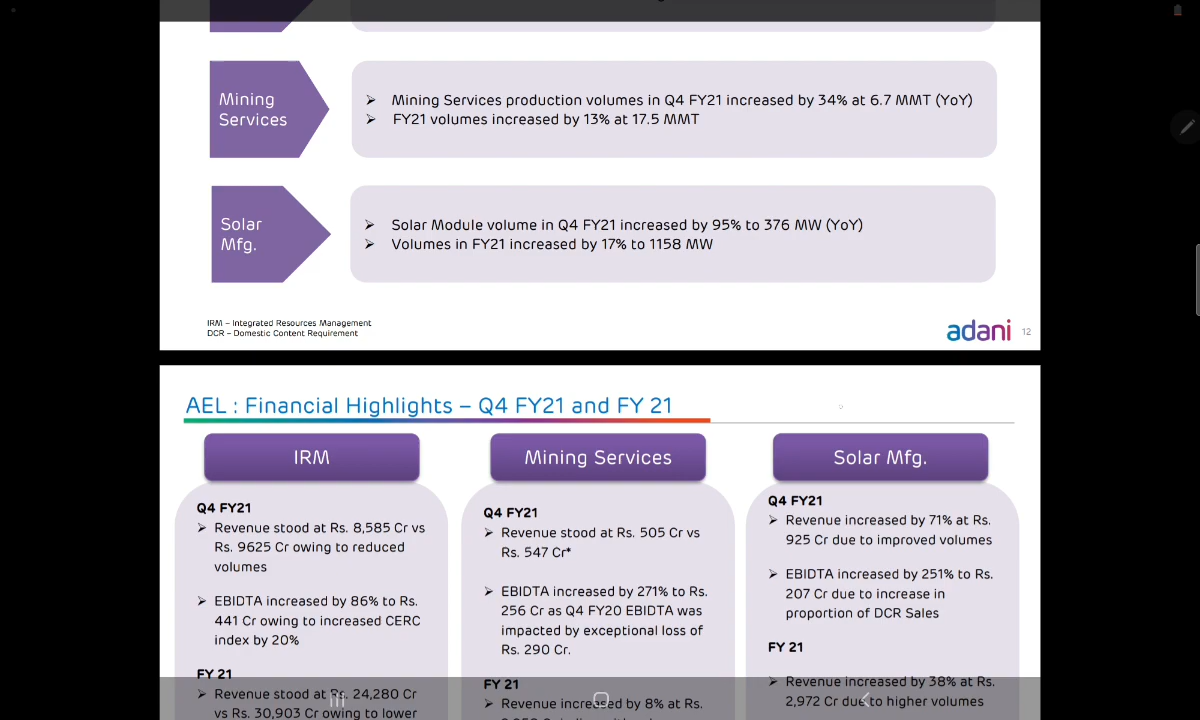 Mining
Services
➢ Mining Services production volumes in Q4 FY21 increased by 34% at 6.7 MMT (YoY)
➢ FY21 volumes increased by 13% at 17.5 MMT
Solar
Mfg.
➢ Solar Module volume in Q4 FY21 increased by 95% to 376 MW (YoY)
➢ Volumes in FY21 increased by 17% to 1158 MW
IRM – Integrated Resources Management
DCR – Domestic Content Requirement
adani 12
AEL : Financial Highlights – Q4 FY21 and FY 21
IRM
Q4 FY21
➢ Revenue stood at Rs. 8,585 Cr vs
Rs. 9625 Cr owing to reduced
volumes
➢ EBIDTA increased by 86% to Rs.
441 Cr owing to increased CERC
index by 20%
FY 21
➢ Revenue stood at Rs. 24,280 Cr
vs Rs. 30,903 Cr owing to lower
Mining Services
Q4 FY21
➢ Revenue stood at Rs. 505 Cr vs
Rs. 547 Cr*
➢ EBIDTA increased by 271% to Rs.
256 Cr as Q4 FY20 EBIDTA was
impacted by exceptional loss of
Rs. 290 Cr.
FY 21
➢ Revenue increased by 8% at Rs.
Solar Mfg.
Q4 FY21
➢ Revenue increased by 71% at Rs.
925 Cr due to improved volumes
➢ EBIDTA increased by 251% to Rs.
207 Cr due to increase in
proportion of DCR Sales
FY 21
➢ Revenue increased by 38% at Rs.
2,972 Cr due to higher volumes